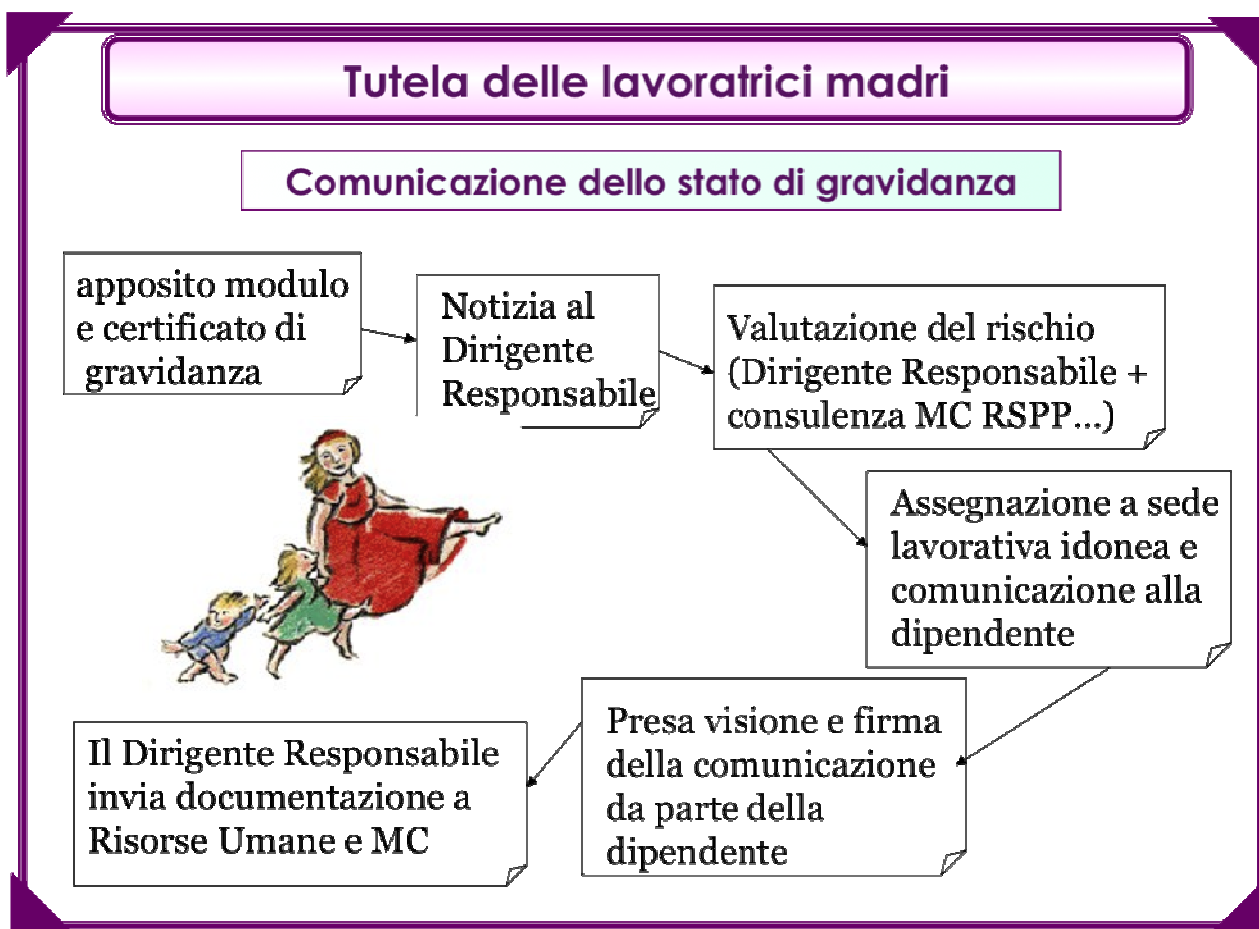 Tutela delle lavoratrici madri
Comunicazione dello stato di gravidanza
apposito modulo
e certificato di
gravidanza
Notizia al
Dirigente
Responsabile
Valutazione del rischio
(Dirigente Responsabile +
consulenza MC RSPP...)
Assegnazione a sede
lavorativa idonea e
comunicazione alla
dipendente
Presa visione e firma
della comunicazione
da parte della
dipendente
Il Dirigente Responsabile
invia documentazione a
Risorse Umane e MC